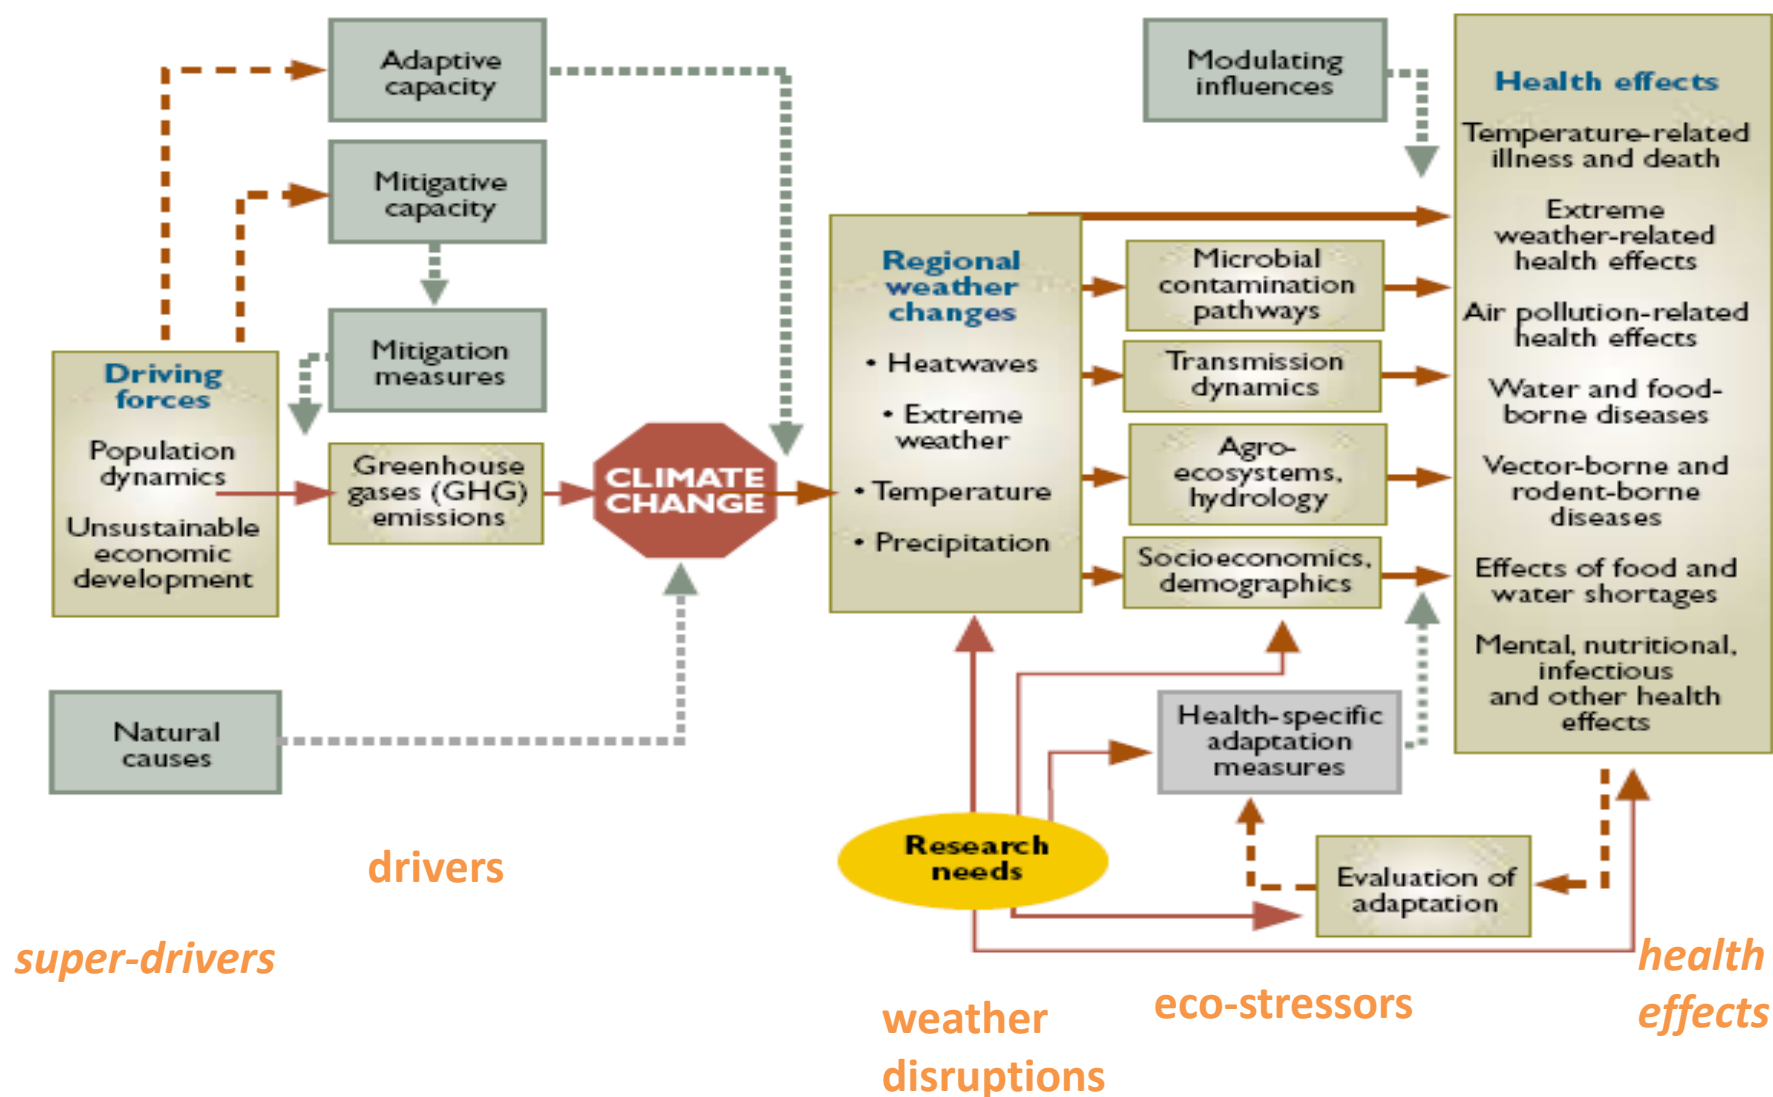 Adaptive
capacity
Mitigative
capacity
Mitigation
measures
Driving
forces
Population
dynamics
Unsustainable
economic
development
Greenhouse
gases (GHG)
emissions
CLIMATE
CHANGE
Natural
causes
Regional
weather
changes
• Heatwaves
• Extreme
weather
• Temperature
• Precipitation
Modulating
influences
Microbial
contamination
pathways
Transmission
dynamics
Agro-
ecosystems,
hydrology
Socioeconomics,
demographics
Health-specific
adaptation
measures
Research
needs
Evaluation of
adaptation
Health effects
Temperature-related
illness and death
Extreme
weather-related
health effects
Air pollution-related
health effects
Water and food-
borne diseases
Vector-borne and
rodent-borne
diseases
Effects of food and
water shortages
Mental, nutritional,
infectious
and other health
effects
drivers
super-drivers
weather
disruptions
eco-stressors
health
effects